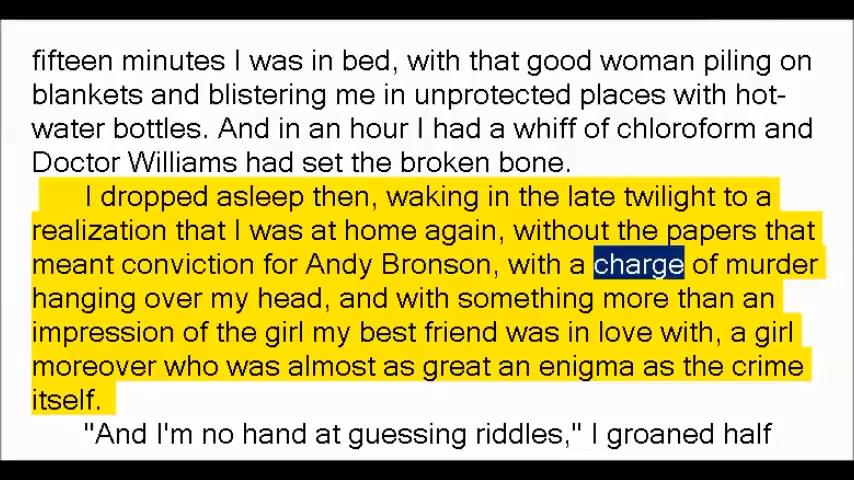 fifteen minutes I was in bed, with that good woman piling on
blankets and blistering me in unprotected places with hot-
water bottles. And in an hour I had a whiff of chloroform and
Doctor Williams had set the broken bone.
I dropped asleep then, waking in the late twilight to a
realization that I was at home again, without the papers that
meant conviction for Andy Bronson, with a charge of murder
hanging over my head, and with something more than an
impression of the girl my best friend was in love with, a girl
moreover who was almost as great an enigma as the crime
itself.
"And I'm no hand at guessing riddles," I groaned half